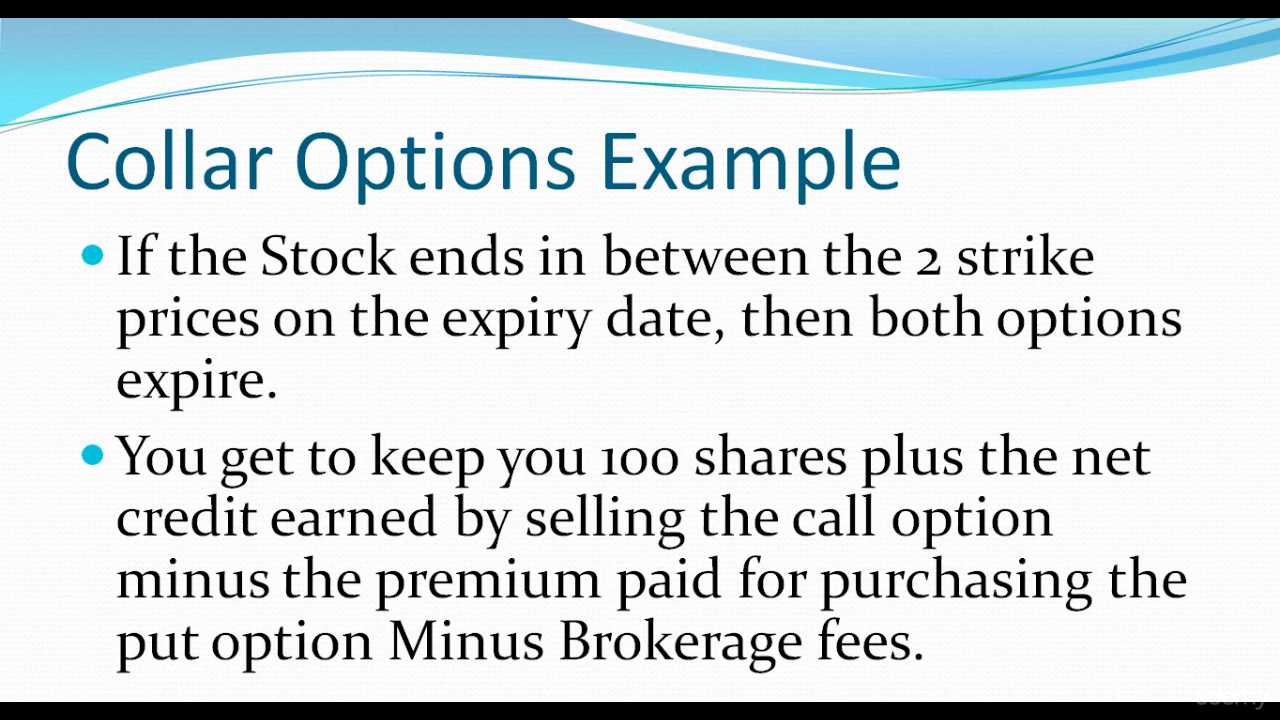 Collar Options Example
If the Stock ends in between the 2 strike
prices on the expiry date, then both options
expire.
You get to keep you 100 shares plus the net
credit earned by selling the call option
minus the premium paid for purchasing the
put option Minus Brokerage fees.